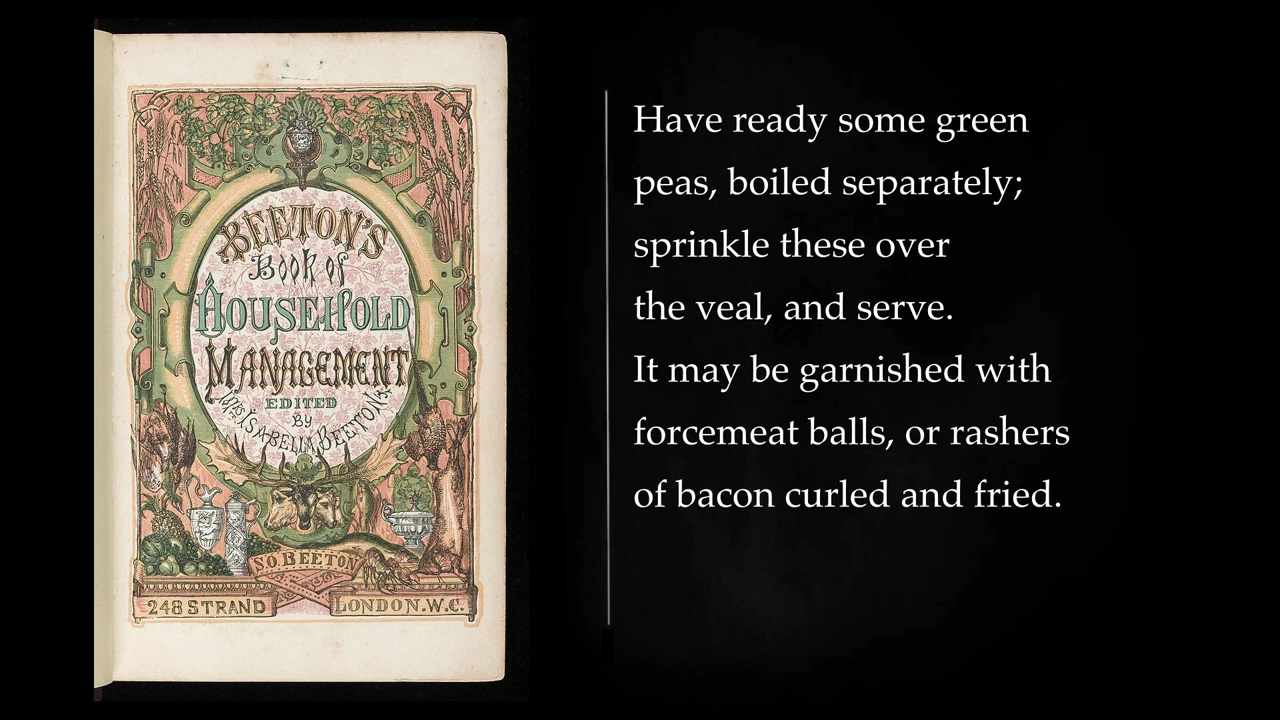 BEETON'S
Book of
HOUSEHOLD
MANAGEMENT
EDITED
BY
MRS ISABELLA BEETON
S.O. BEETON
248 STRAND
LONDON. W.C.
Have ready some green
peas, boiled separately;
sprinkle these over
the veal, and serve.
It may be garnished with
forcemeat balls, or rashers
of bacon curled and fried.